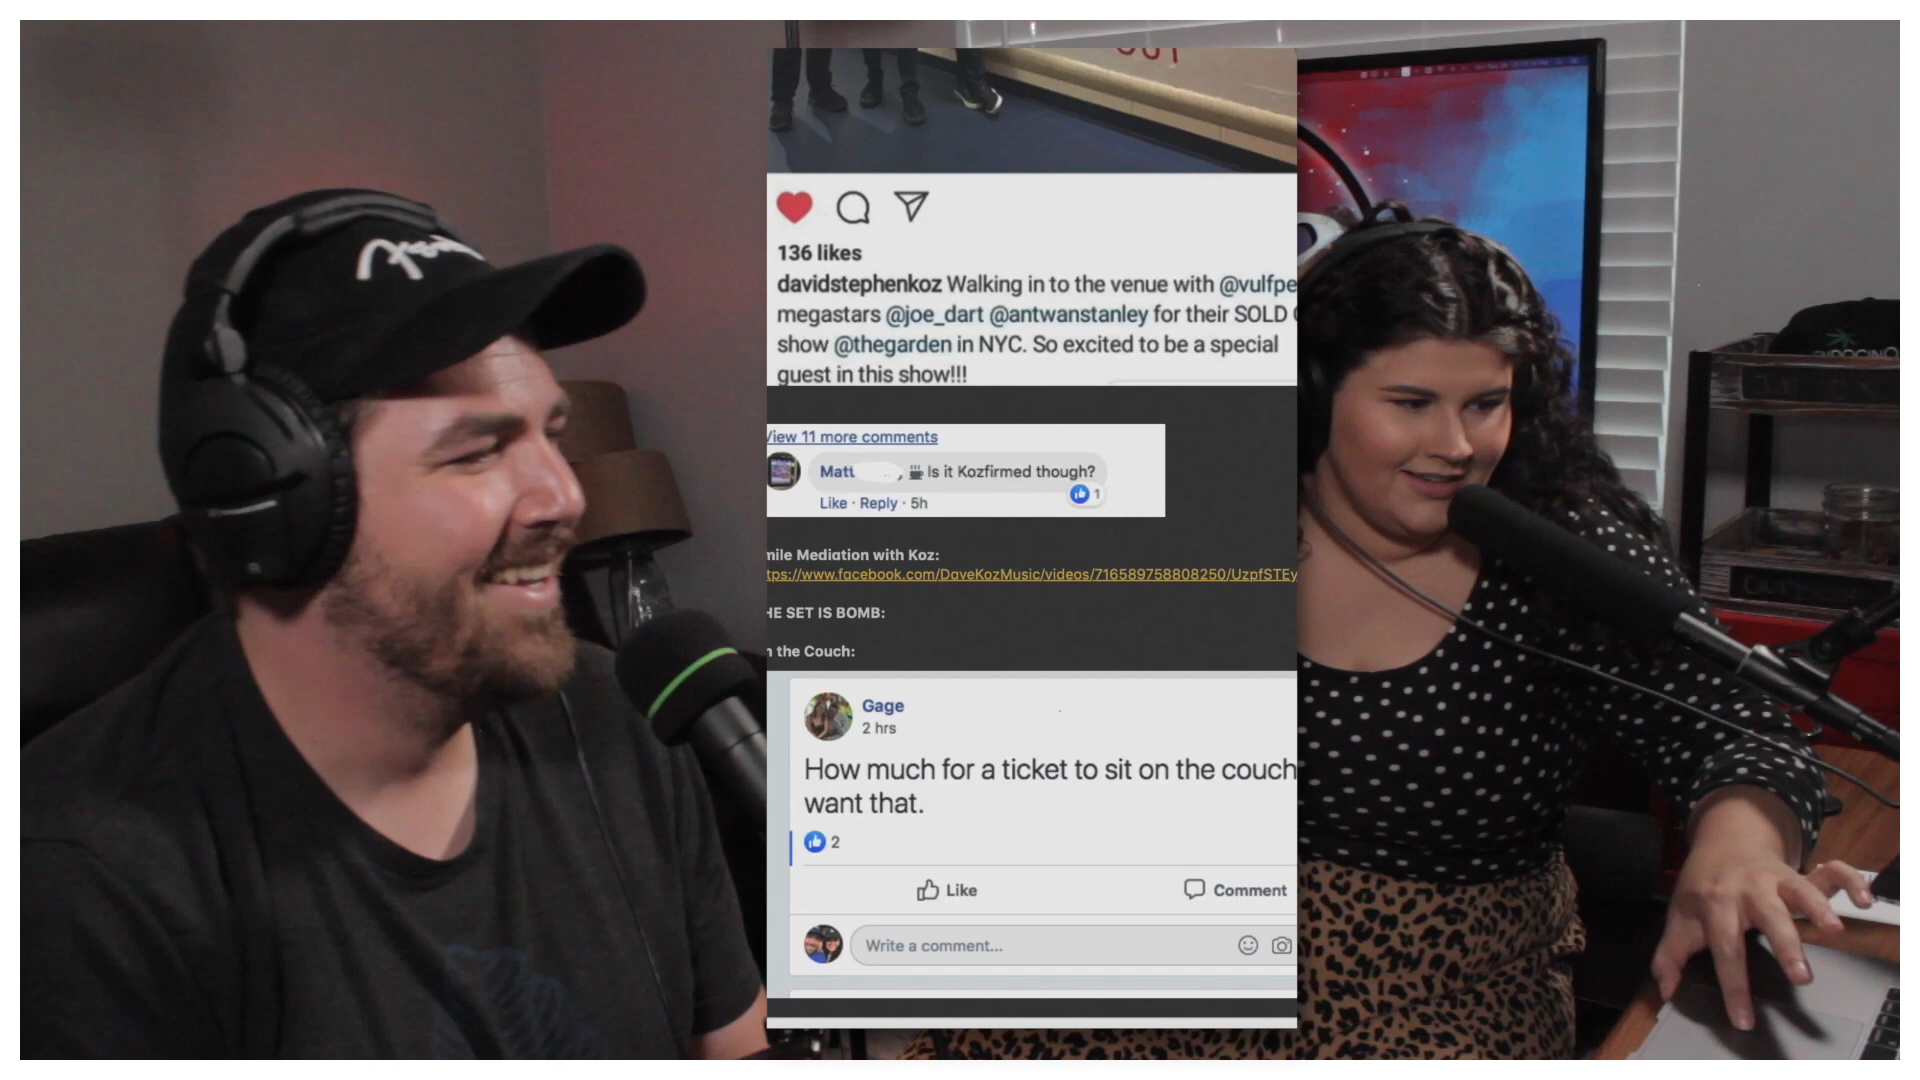 136 likes
davidstephenkoz Walking in to the venue with @vulfpe
megastars @joe_dart @antwanstanley for their SOLD
show @thegarden in NYC. So excited to be a special
guest in this show!!!
View 11 more comments
Matt , ☕ Is it Kozfirmed though?
Like · Reply · 5h
1
mile Mediation with Koz:
tps://www.facebook.com/DaveKozMusic/videos/716589758808250/UzpfSTEy
HE SET IS BOMB:
n the Couch:
Gage
2 hrs
How much for a ticket to sit on the couch
want that.
2
Like
Comment
Write a comment...